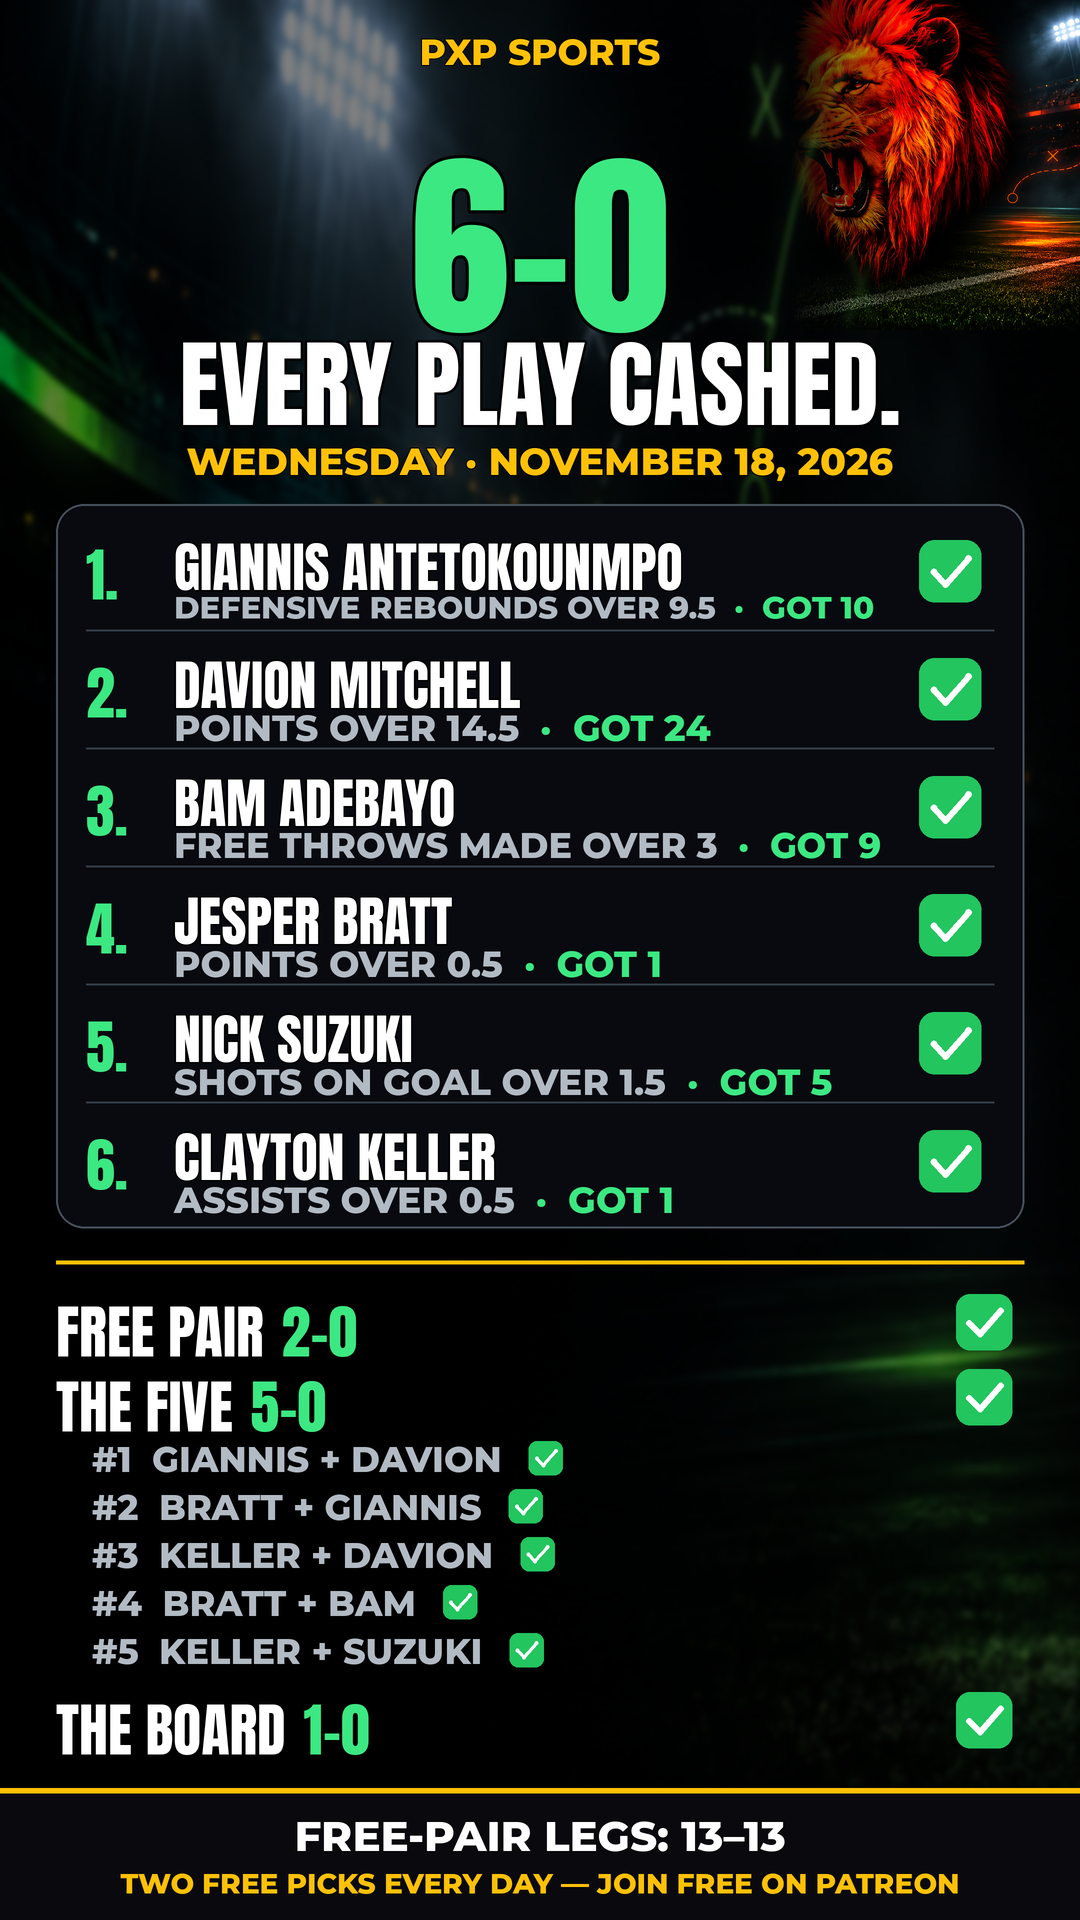 PXP SPORTS
6-0
EVERY PLAY CASHED.
WEDNESDAY · NOVEMBER 18, 2026
1. GIANNIS ANTETOKOUNMPO
DEFENSIVE REBOUNDS OVER 9.5 · GOT 10
2. DAVION MITCHELL
POINTS OVER 14.5 · GOT 24
3. BAM ADEBAYO
FREE THROWS MADE OVER 3 · GOT 9
4. JESPER BRATT
POINTS OVER 0.5 · GOT 1
5. NICK SUZUKI
SHOTS ON GOAL OVER 1.5 · GOT 5
6. CLAYTON KELLER
ASSISTS OVER 0.5 · GOT 1
FREE PAIR 2-0
THE FIVE 5-0
#1 GIANNIS + DAVION
#2 BRATT + GIANNIS
#3 KELLER + DAVION
#4 BRATT + BAM
#5 KELLER + SUZUKI
THE BOARD 1-0
FREE-PAIR LEGS: 13–13
TWO FREE PICKS EVERY DAY — JOIN FREE ON PATREON